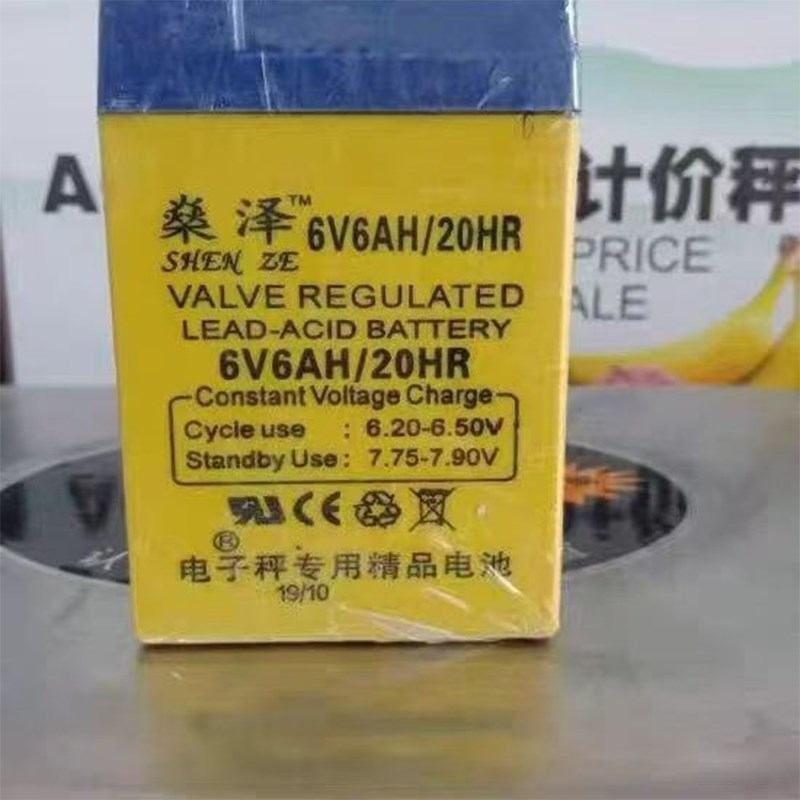 燊泽™ 6V6AH/20HR
SHEN ZE
VALVE REGULATED
LEAD-ACID BATTERY
6V6AH/20HR
Constant Voltage Charge
Cycle use : 6.20-6.50V
Standby Use : 7.75-7.90V
CE
®
电子秤专用精品电池
19/10
A
计价秤
PRICE
ALE